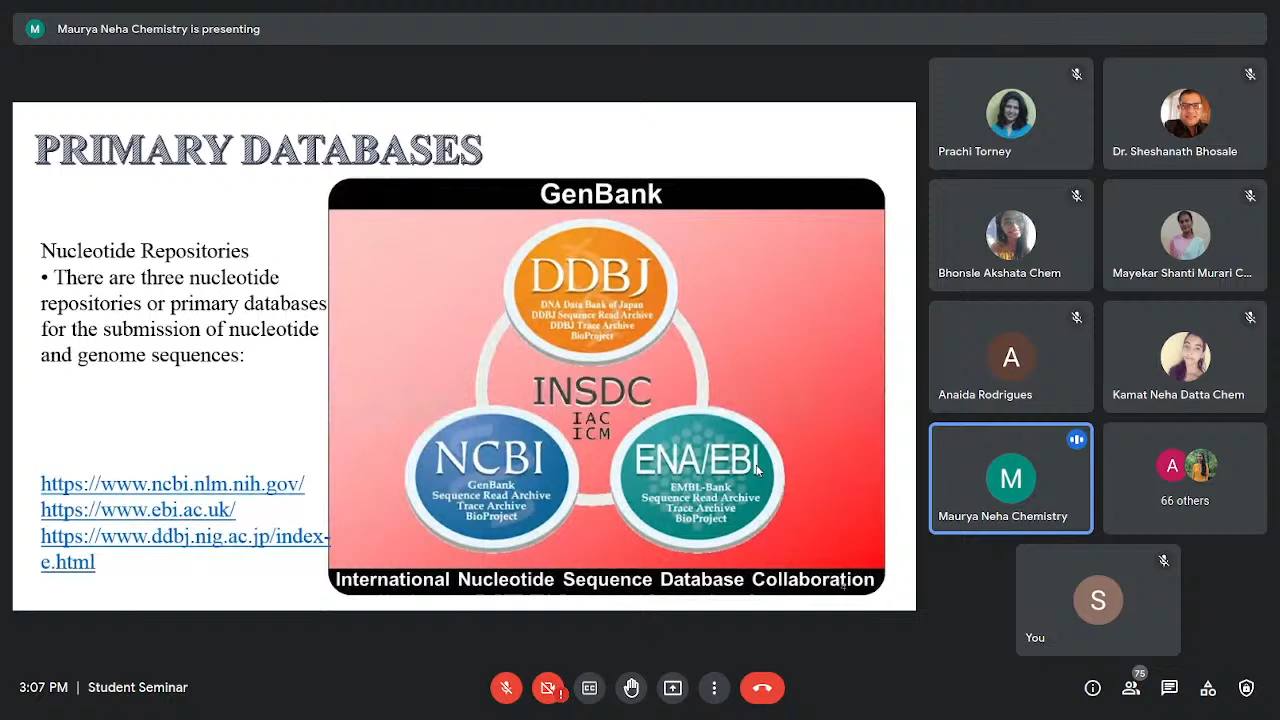 M Maurya Neha Chemistry is presenting
PRIMARY DATABASES
Nucleotide Repositories
• There are three nucleotide
repositories or primary databases
for the submission of nucleotide
and genome sequences:
https://www.ncbi.nlm.nih.gov/
https://www.ebi.ac.uk/
https://www.ddbj.nig.ac.jp/index-
e.html
GenBank
DDBJ
DNA Data Bank of Japan
DDBJ Sequence Read Archive
DDBJ Trace Archive
BioProject
INSDC
IAC
ICM
NCBI
GenBank
Sequence Read Archive
Trace Archive
BioProject
ENA/EBI
EMBL-Bank
Sequence Read Archive
Trace Archive
BioProject
International Nucleotide Sequence Database Collaboration
4
Prachi Torney
Dr. Sheshanath Bhosale
Bhonsle Akshata Chem
Mayekar Shanti Murari C...
A
Anaida Rodrigues
Kamat Neha Datta Chem
M
Maurya Neha Chemistry
A
66 others
S
You
3:07 PM | Student Seminar
CC
75